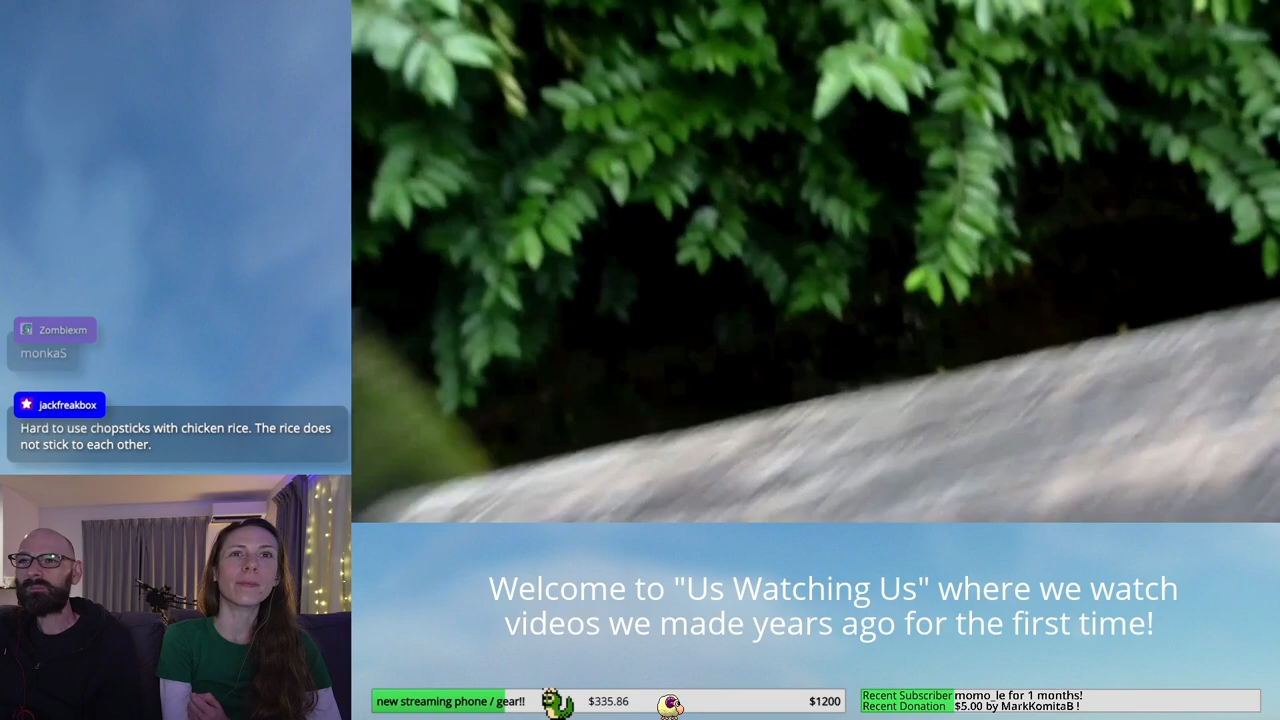 Zombiexm
monkaS
jackfreakbox
Hard to use chopsticks with chicken rice. The rice does
not stick to each other.
Welcome to "Us Watching Us" where we watch
videos we made years ago for the first time!
new streaming phone / gear!! $335.86 $1200
Recent Subscriber momo_le for 1 months!
Recent Donation $5.00 by MarkKomitaB !